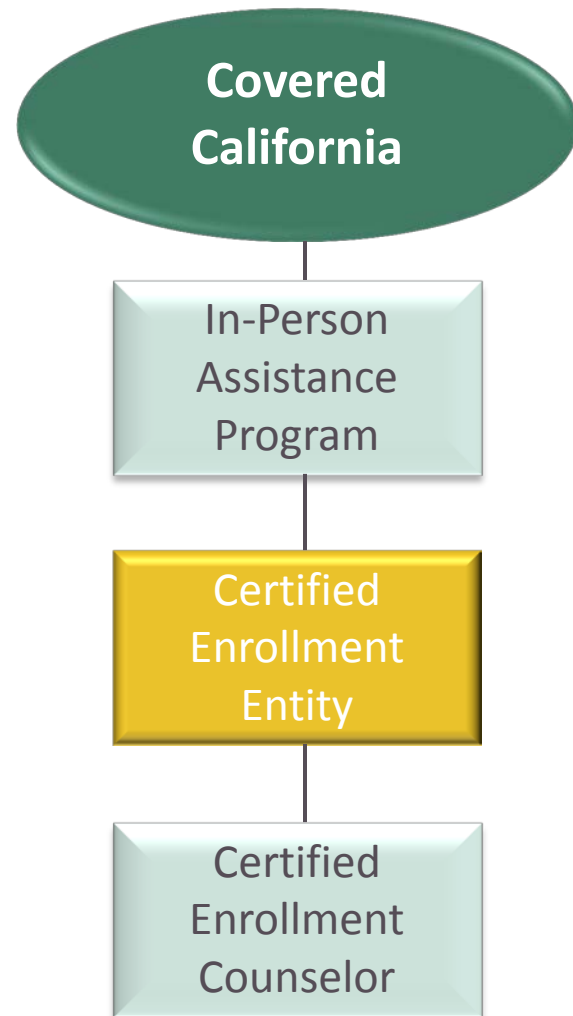 Covered
California
In-Person
Assistance
Program
Certified
Enrollment
Entity
Certified
Enrollment
Counselor